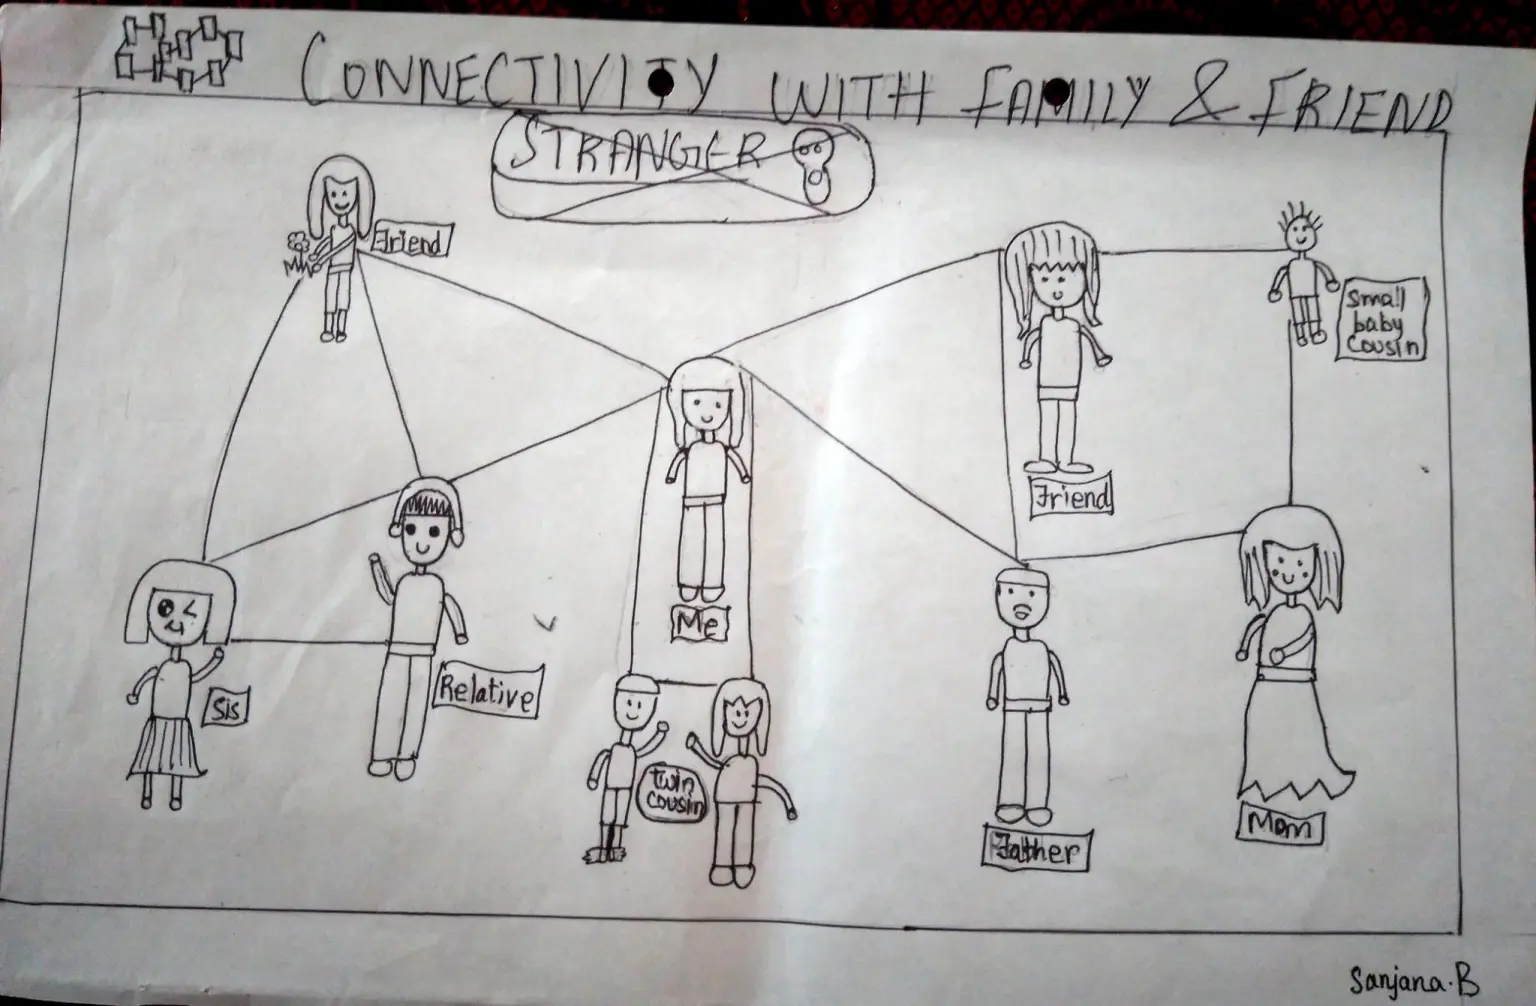 CONNECTIVITY WITH FAMILY & FRIEND
STRANGER
Friend
Small
baby
Cousin
Friend
Me
Sis
Relative
Twin
Cousin
Father
Mom
Sanjana.B